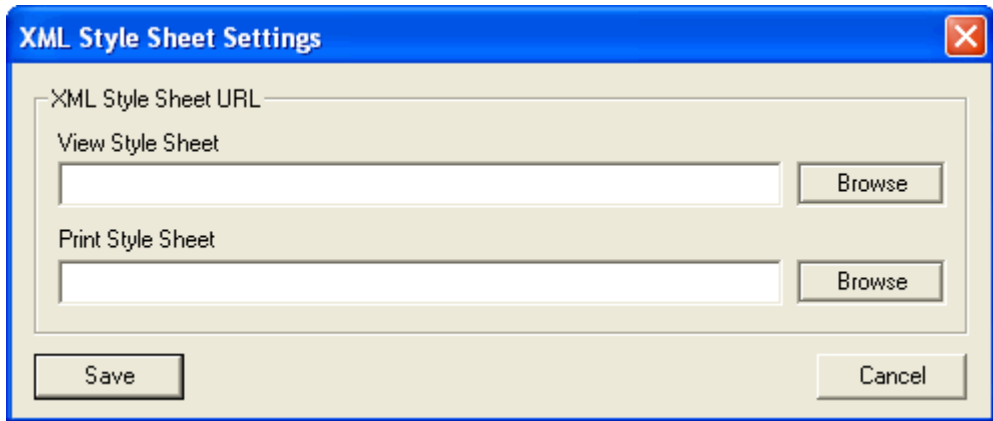 XML Style Sheet Settings
XML Style Sheet URL
View Style Sheet
Browse
Print Style Sheet
Browse
Save Cancel